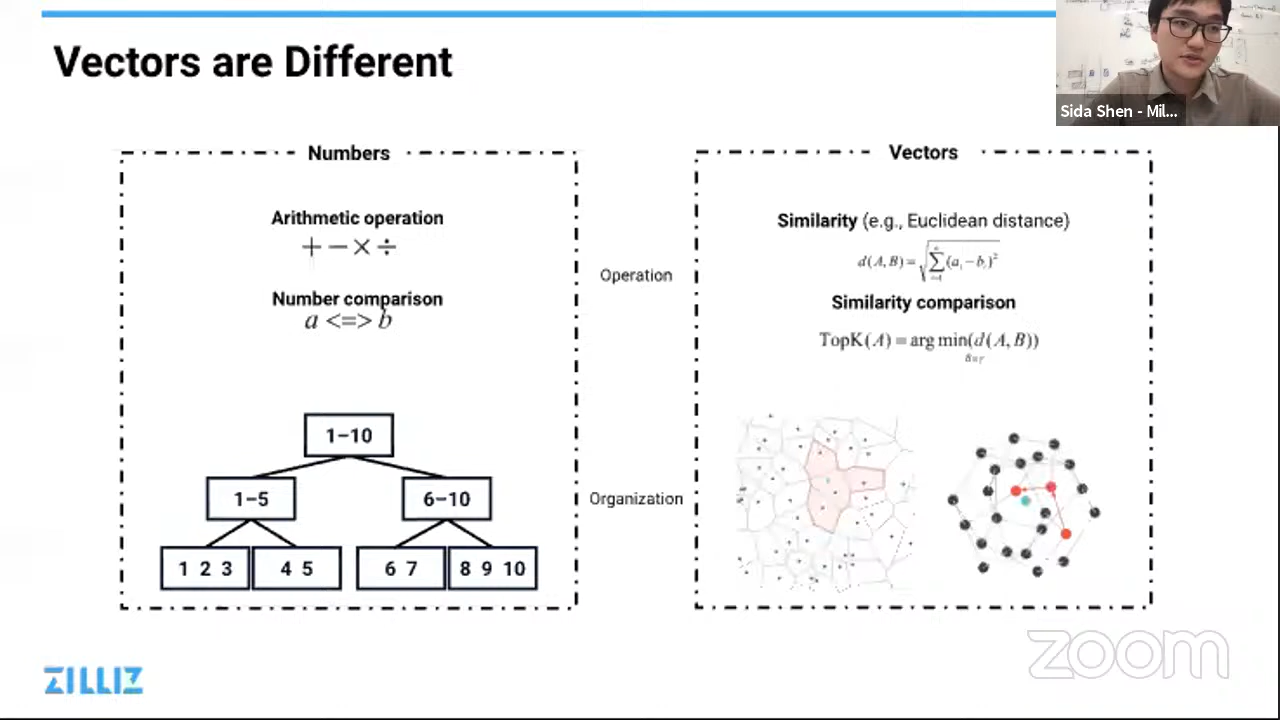 Vectors are Different
Sida Shen - Mil...
Numbers
Arithmetic operation
+ − × ÷
Number comparison
a <=> b
1–10
1–5
6–10
1 2 3
4 5
6 7
8 9 10
Operation
Organization
Vectors
Similarity (e.g., Euclidean distance)
d(A, B) = √∑(aᵢ − bᵢ)²
Similarity comparison
TopK(A) = arg min(d(A, B))
ZILLIZ
zoom